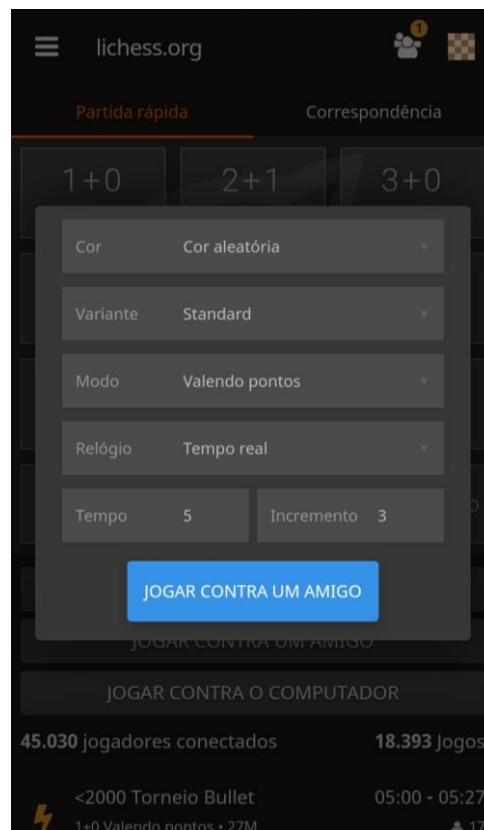 lichess.org
1
Partida rápida Correspondência
1+0 2+1 3+0
Cor Cor aleatória
Variante Standard
Modo Valendo pontos
Relógio Tempo real
Tempo 5 Incremento 3
JOGAR CONTRA UM AMIGO
JOGAR CONTRA UM AMIGO
JOGAR CONTRA O COMPUTADOR
45.030 jogadores conectados 18.393 Jogos
<2000 Torneio Bullet 05:00 - 05:27
1+0 Valendo pontos • 27M 17